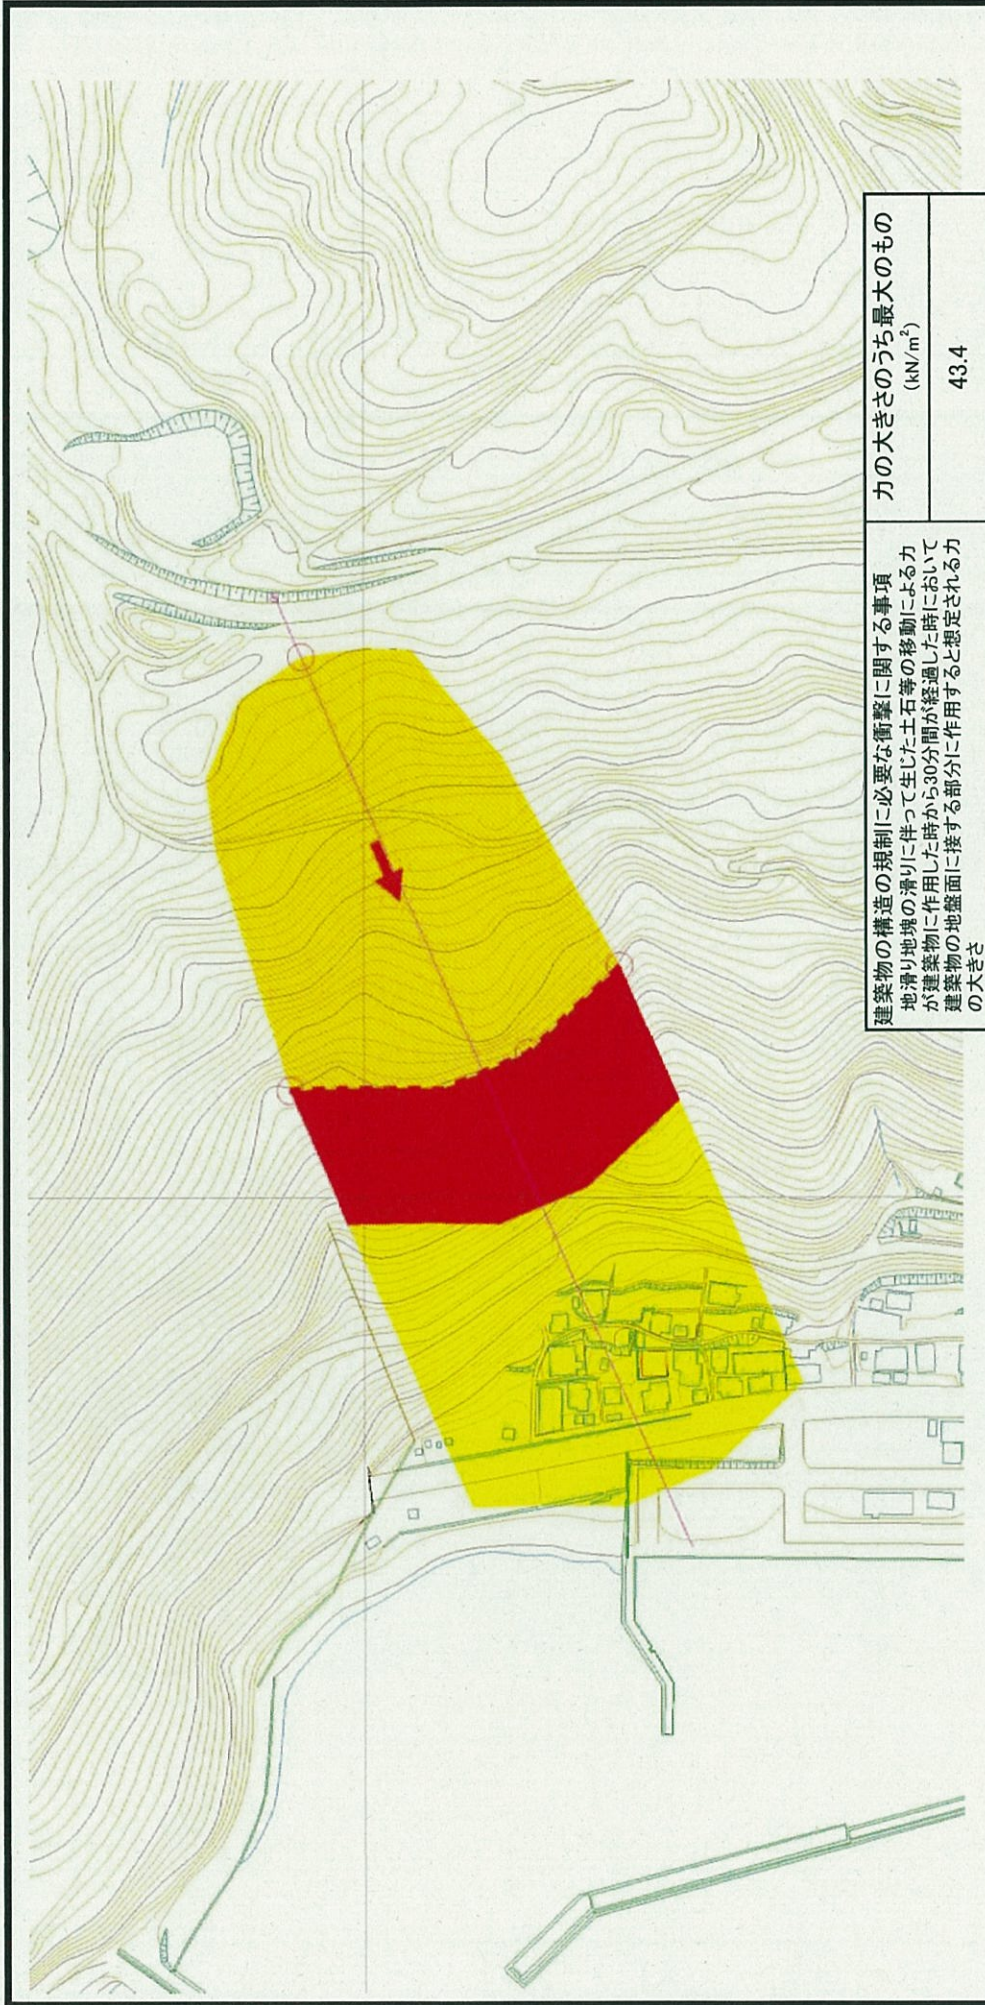 建築物の構造の規制に必要な衝撃に関する事項
地滑り地塊の滑りに伴って生じた土石等の移動による力
が建築物に作用した時から30分間が経過した時において
建築物の地盤面に接する部分に作用すると想定される力
の大きさ
力の大きさのうち最大のもの
(kN/m²)
43.4